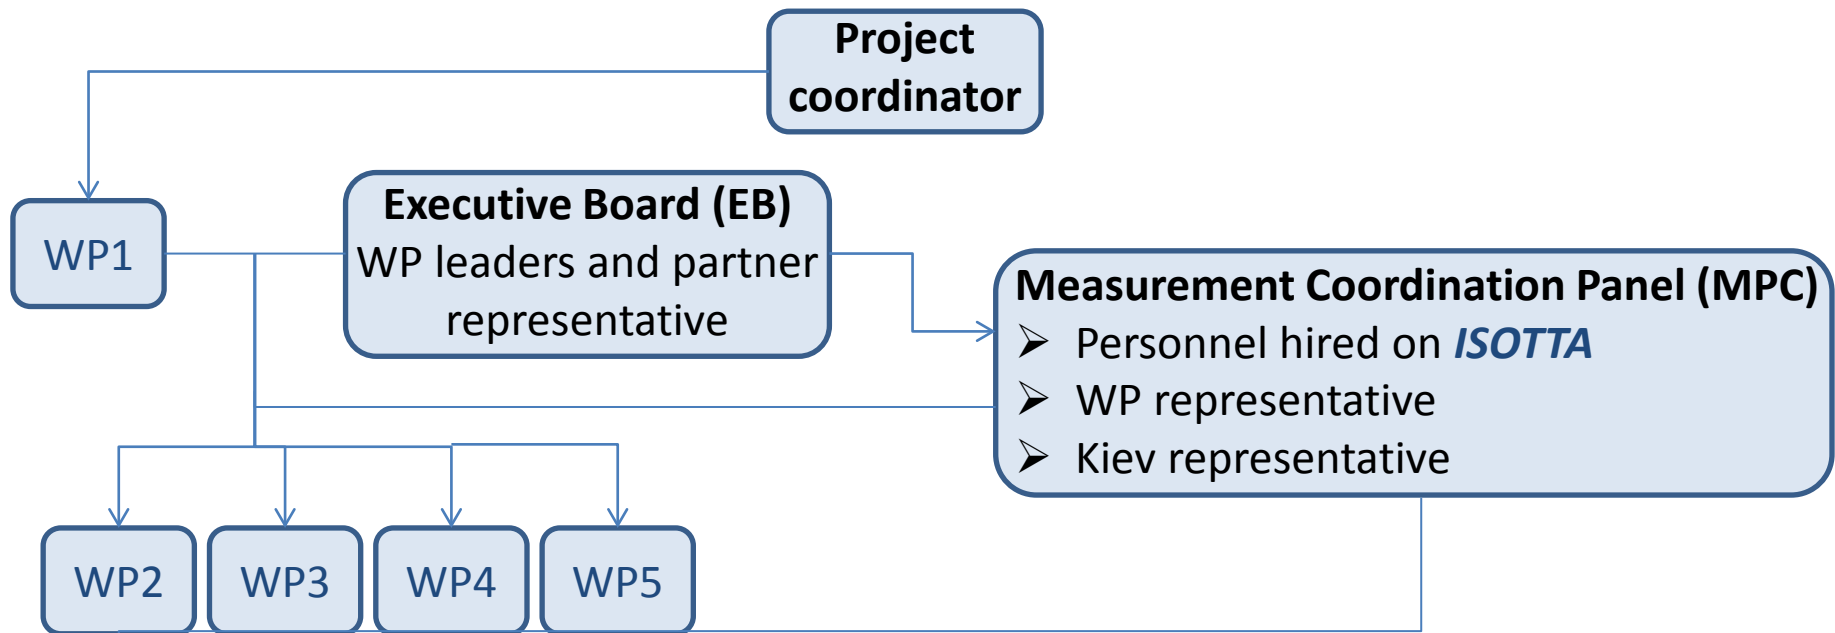 Project
coordinator
WP1
Executive Board (EB)
WP leaders and partner
representative
Measurement Coordination Panel (MPC)
➢ Personnel hired on ISOTTA
➢ WP representative
➢ Kiev representative
WP2
WP3
WP4
WP5